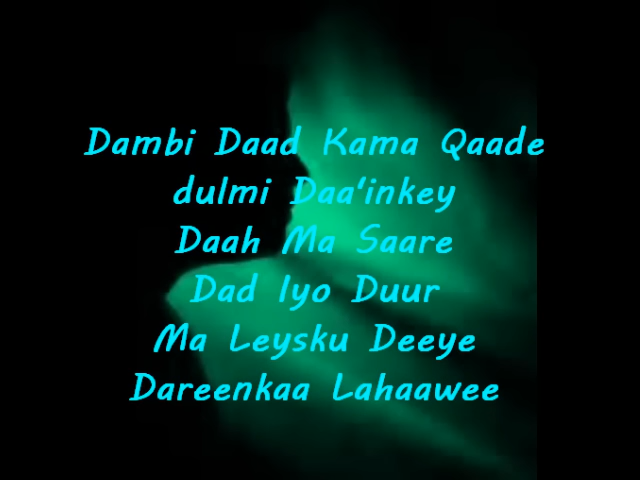 Dambi Daad Kama Qaade
dulmi Daa'inkey
Daah Ma Saare
Dad Iyo Duur
Ma Leysku Deeye
Dareenkaa Lahaawee